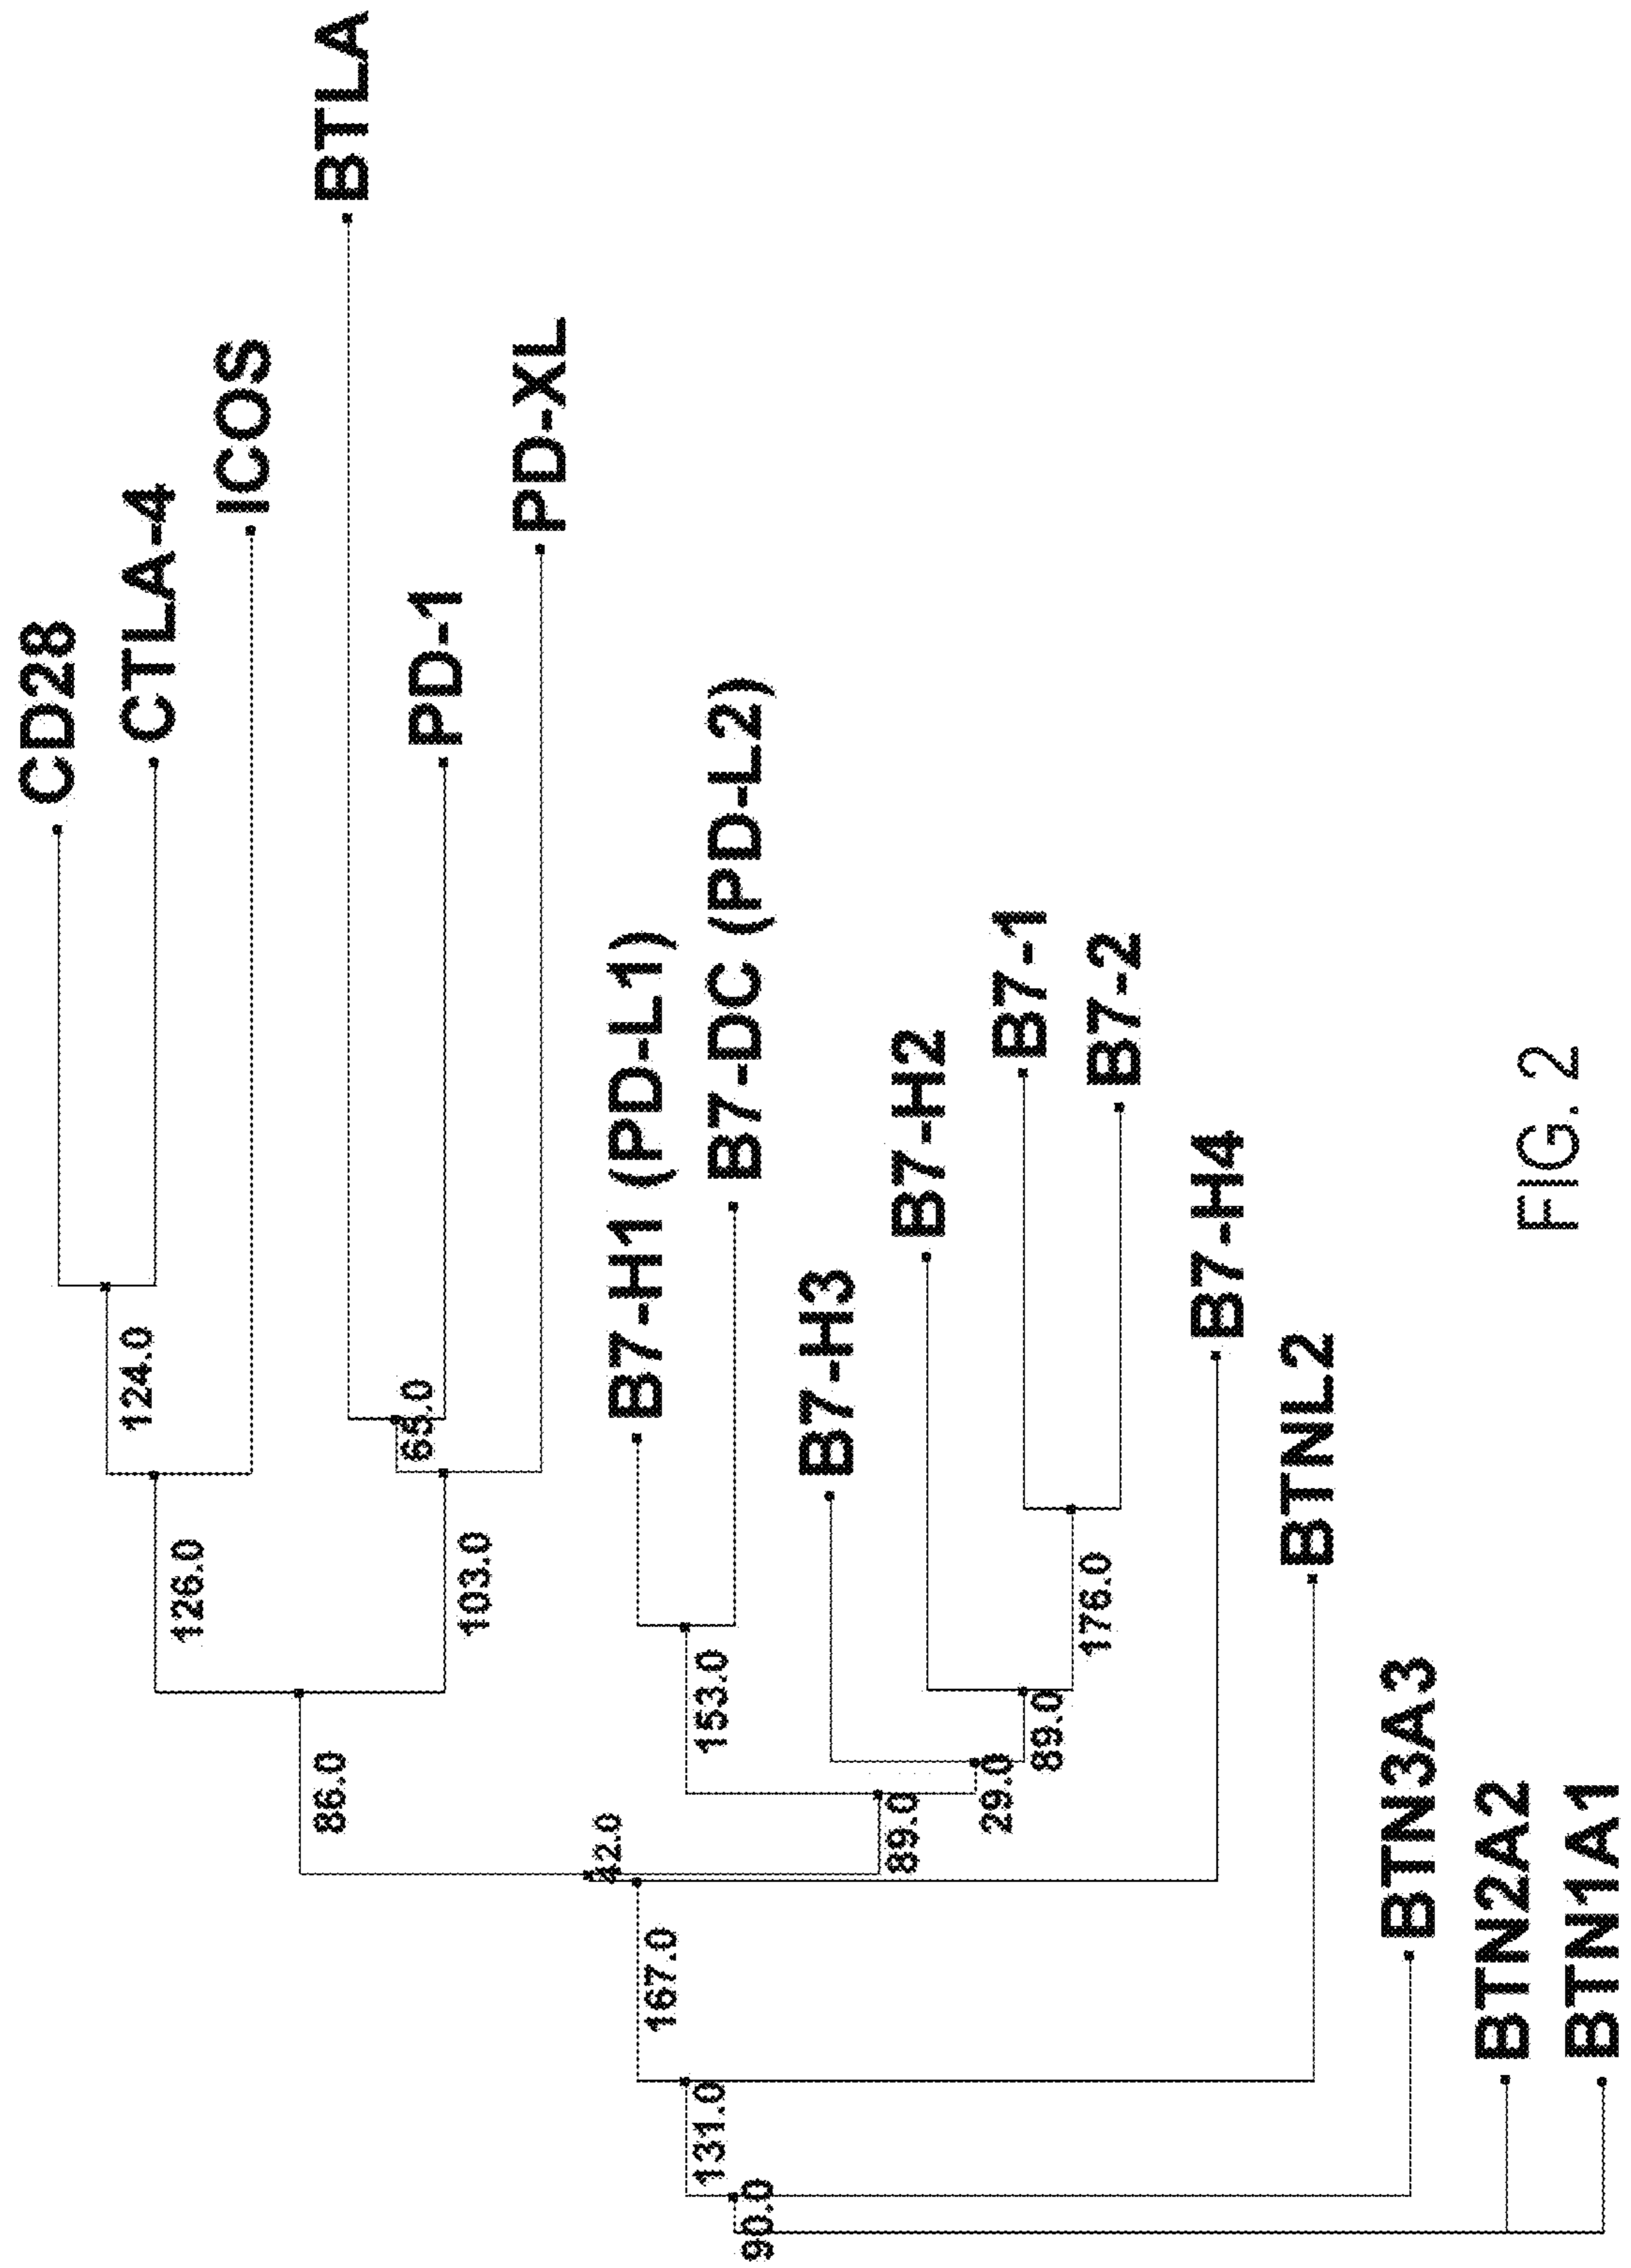 CD28
124.0
CTLA-4
126.0
ICOS
86.0
BTLA
PD-1
103.0
PD-XL
42.0
B7-H1 (PD-L1)
167.0
131.0
153.0
B7-DC (PD-L2)
90.0
B7-H3
89.0
B7-H2
29.0
B7-1
89.0
176.0
B7-2
B7-H4
BTNL2
BTN3A3
BTN2A2
FIG. 2
BTN1A1